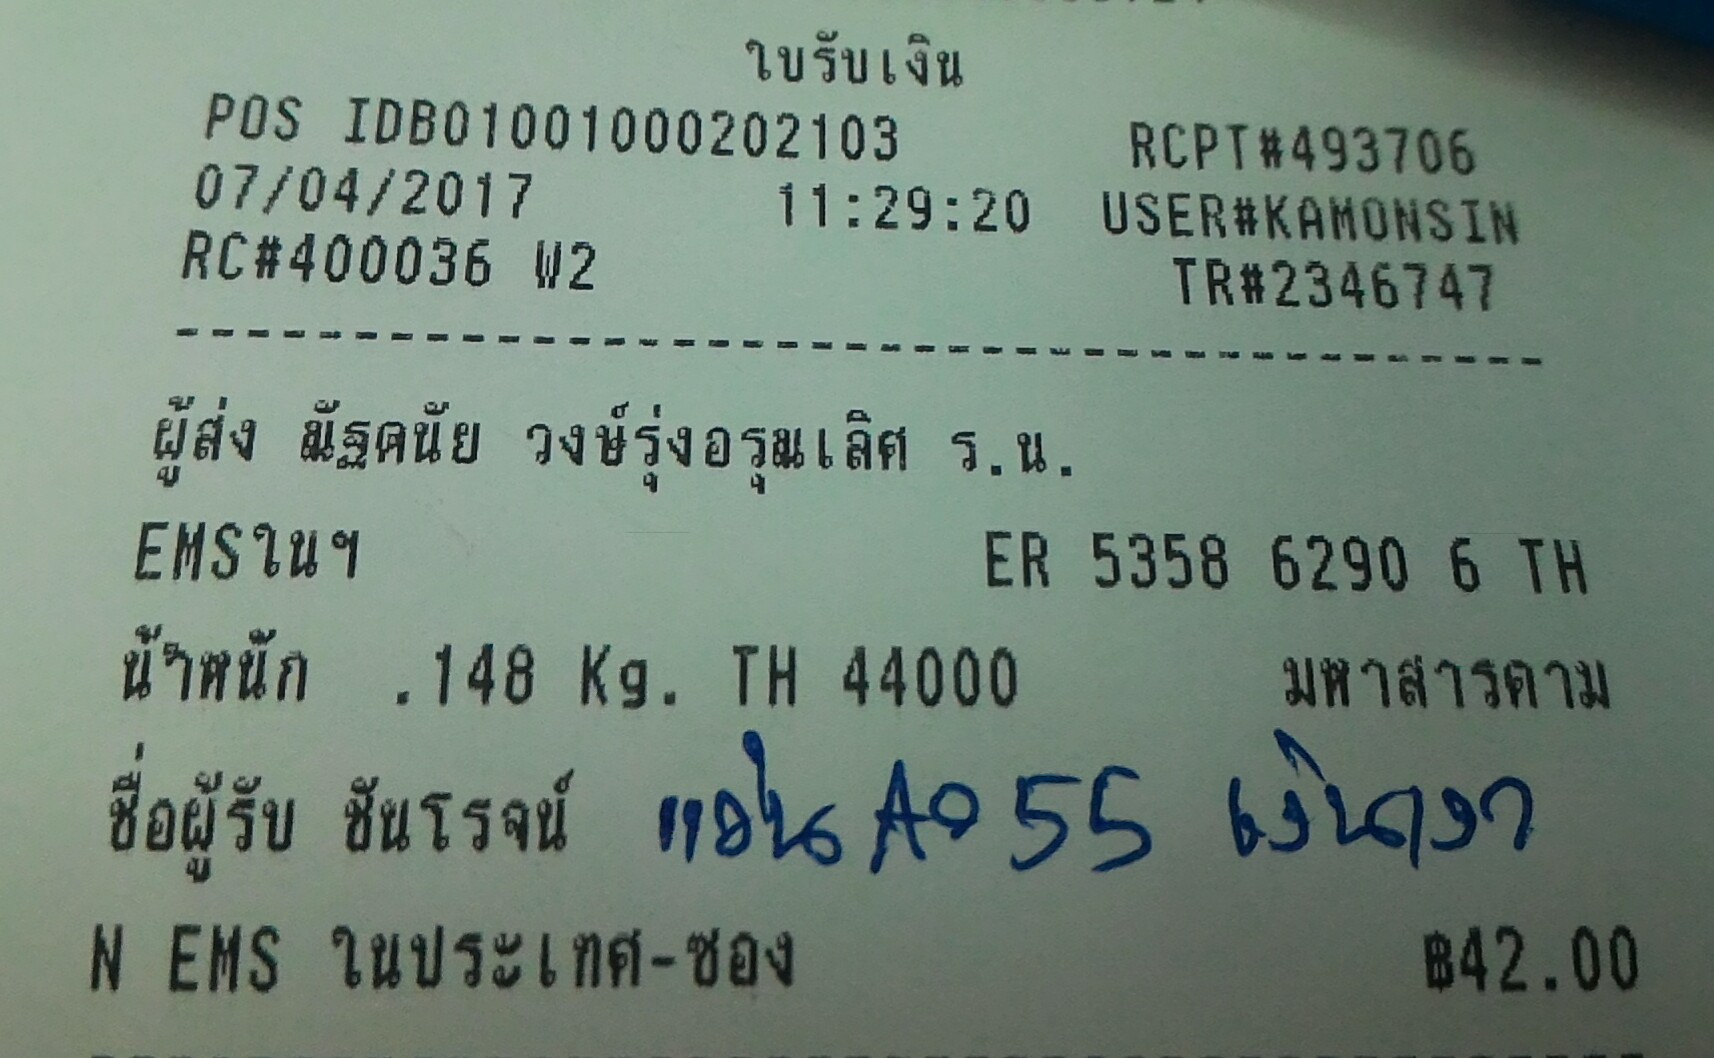 ใบรับเงิน
POS IDB01001000202103 RCPT#493706
07/04/2017 11:29:20 USER#KAMONSIN
RC#400036 W2 TR#2346747
ผู้ส่ง ณัฐดนัย วงษ์รุ่งอรุณเลิศ ร.น.
EMSในฯ ER 5358 6290 6 TH
น้ำหนัก .148 Kg. TH 44000 มหาสารคาม
ชื่อผู้รับ ชันโรจน์ 55
N EMS ในประเทศ-ซอง ฿42.00